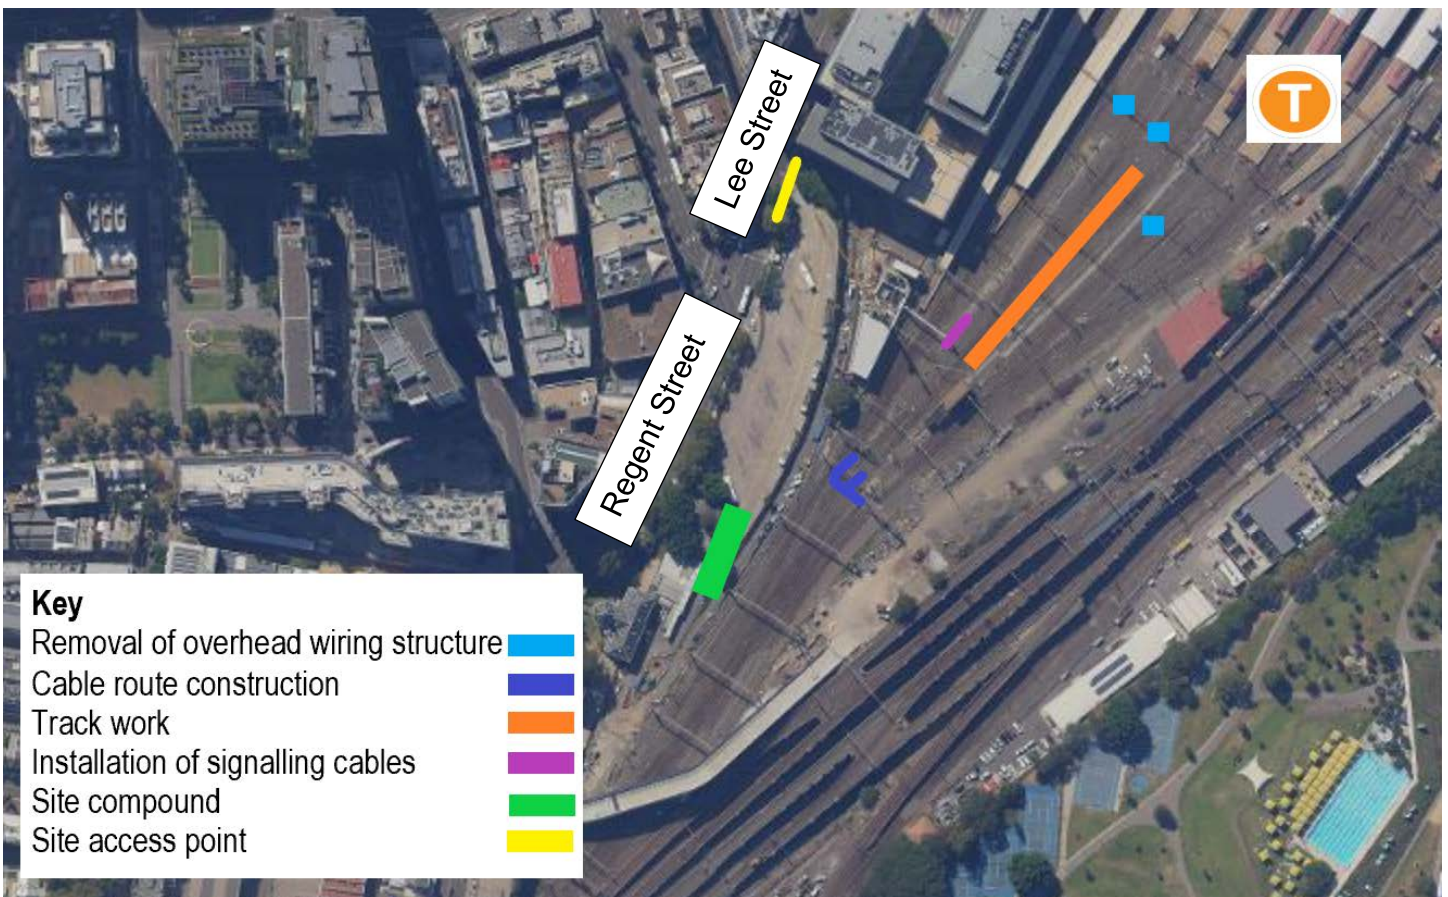 T
Lee Street
Regent Street
Key
Removal of overhead wiring structure
Cable route construction
Track work
Installation of signalling cables
Site compound
Site access point